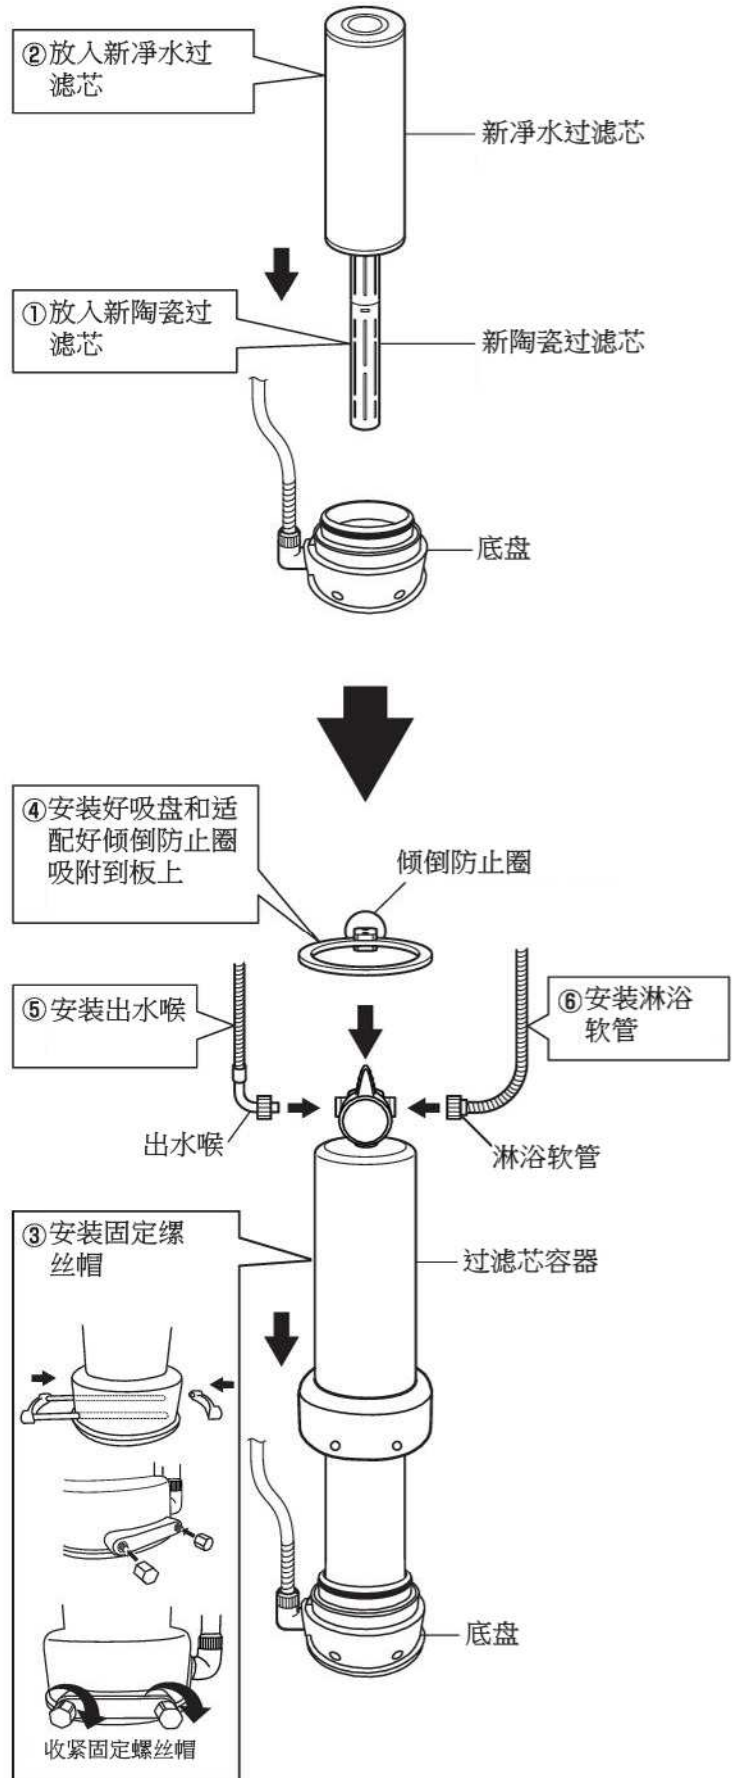 ②放入新凈水过
滤芯
新凈水过滤芯
①放入新陶瓷过
滤芯
新陶瓷过滤芯
底盘
④安装好吸盘和适
配好倾倒防止圈
吸附到板上
倾倒防止圈
⑤安装出水喉
⑥安装淋浴
软管
出水喉
淋浴软管
③安装固定缧
丝帽
过滤芯容器
底盘
收紧固定螺丝帽